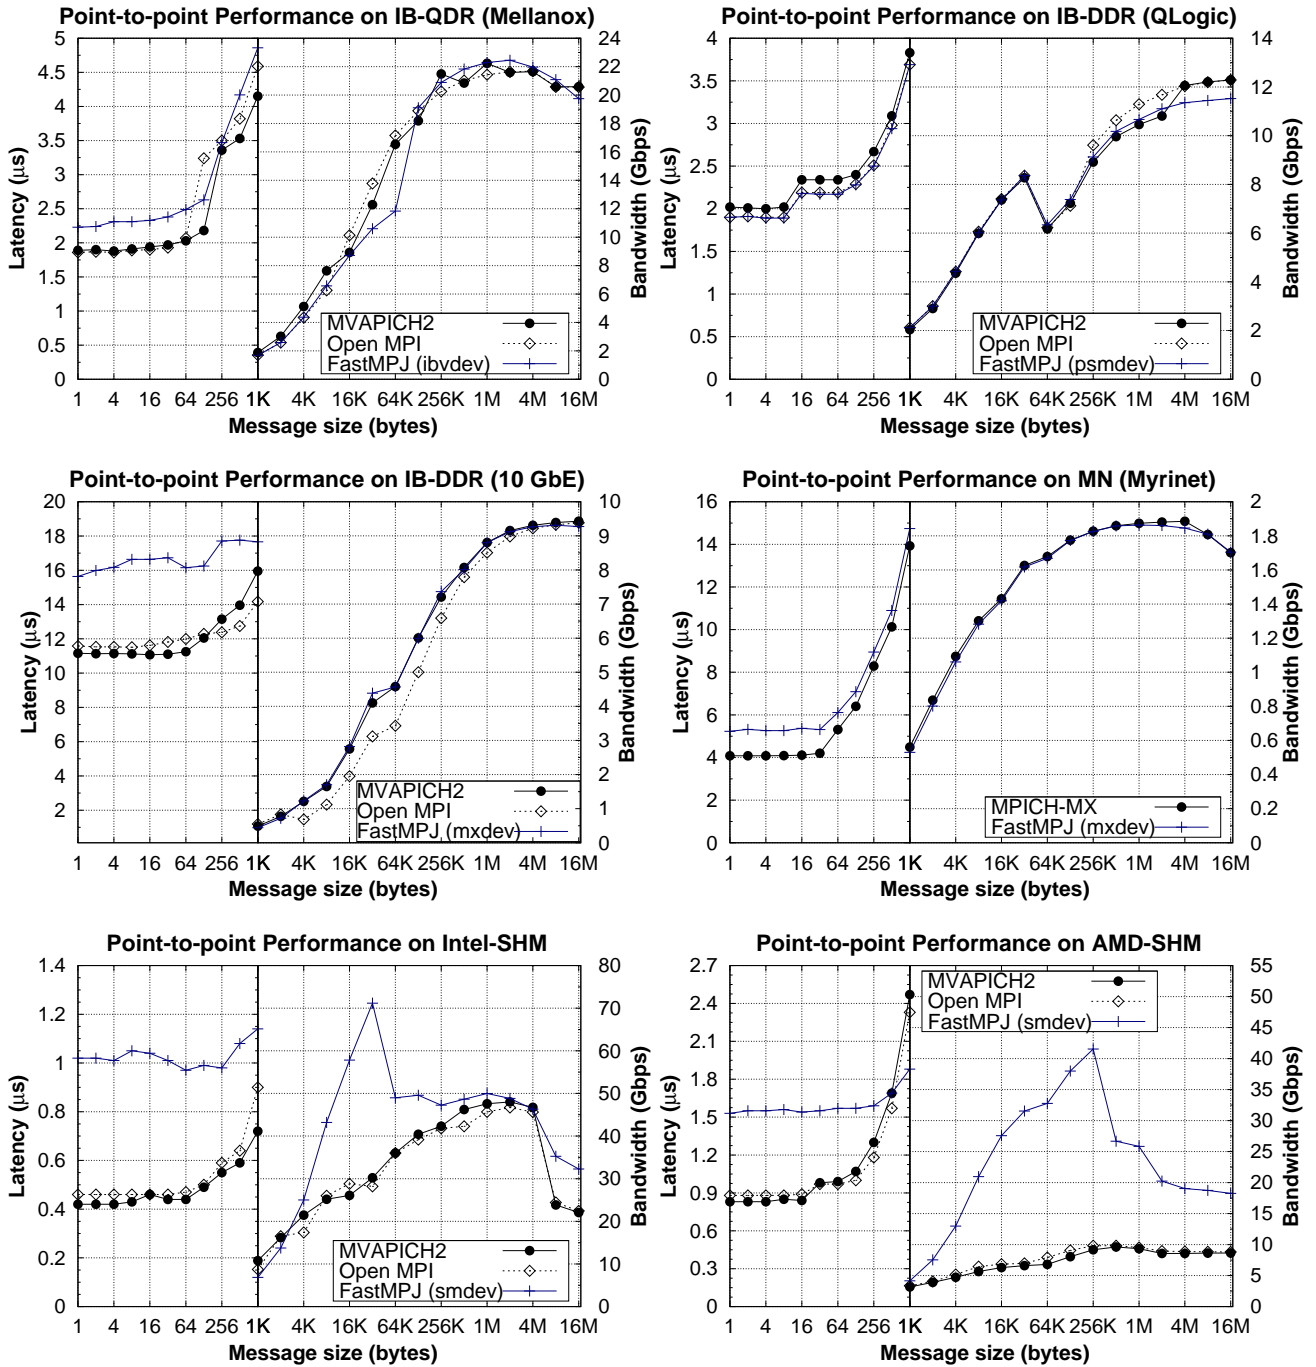 Point-to-point Performance on IB-QDR (Mellanox)
Latency (µs)
5
4.5
4
3.5
3
2.5
2
1.5
1
0.5
0
24
22
20
18
16
14
12
10
8
6
4
2
0
Bandwidth (Gbps)
MVAPICH2
Open MPI
FastMPJ (ibvdev)
1 4 16 64 256 1K 4K 16K 64K 256K 1M 4M 16M
Message size (bytes)
Point-to-point Performance on IB-DDR (QLogic)
Latency (µs)
4
3.5
3
2.5
2
1.5
1
0.5
0
14
12
10
8
6
4
2
0
Bandwidth (Gbps)
MVAPICH2
Open MPI
FastMPJ (psmdev)
1 4 16 64 256 1K 4K 16K 64K 256K 1M 4M 16M
Message size (bytes)
Point-to-point Performance on IB-DDR (10 GbE)
Latency (µs)
20
18
16
14
12
10
8
6
4
2
10
9
8
7
6
5
4
3
2
1
0
Bandwidth (Gbps)
MVAPICH2
Open MPI
FastMPJ (mxdev)
1 4 16 64 256 1K 4K 16K 64K 256K 1M 4M 16M
Message size (bytes)
Point-to-point Performance on MN (Myrinet)
Latency (µs)
16
14
12
10
8
6
4
2
0
2
1.8
1.6
1.4
1.2
1
0.8
0.6
0.4
0.2
0
Bandwidth (Gbps)
MPICH-MX
FastMPJ (mxdev)
1 4 16 64 256 1K 4K 16K 64K 256K 1M 4M 16M
Message size (bytes)
Point-to-point Performance on Intel-SHM
Latency (µs)
1.4
1.2
1
0.8
0.6
0.4
0.2
0
80
70
60
50
40
30
20
10
0
Bandwidth (Gbps)
MVAPICH2
Open MPI
FastMPJ (smdev)
1 4 16 64 256 1K 4K 16K 64K 256K 1M 4M 16M
Message size (bytes)
Point-to-point Performance on AMD-SHM
Latency (µs)
2.7
2.4
2.1
1.8
1.5
1.2
0.9
0.6
0.3
0
55
50
45
40
35
30
25
20
15
10
5
0
Bandwidth (Gbps)
MVAPICH2
Open MPI
FastMPJ (smdev)
1 4 16 64 256 1K 4K 16K 64K 256K 1M 4M 16M
Message size (bytes)